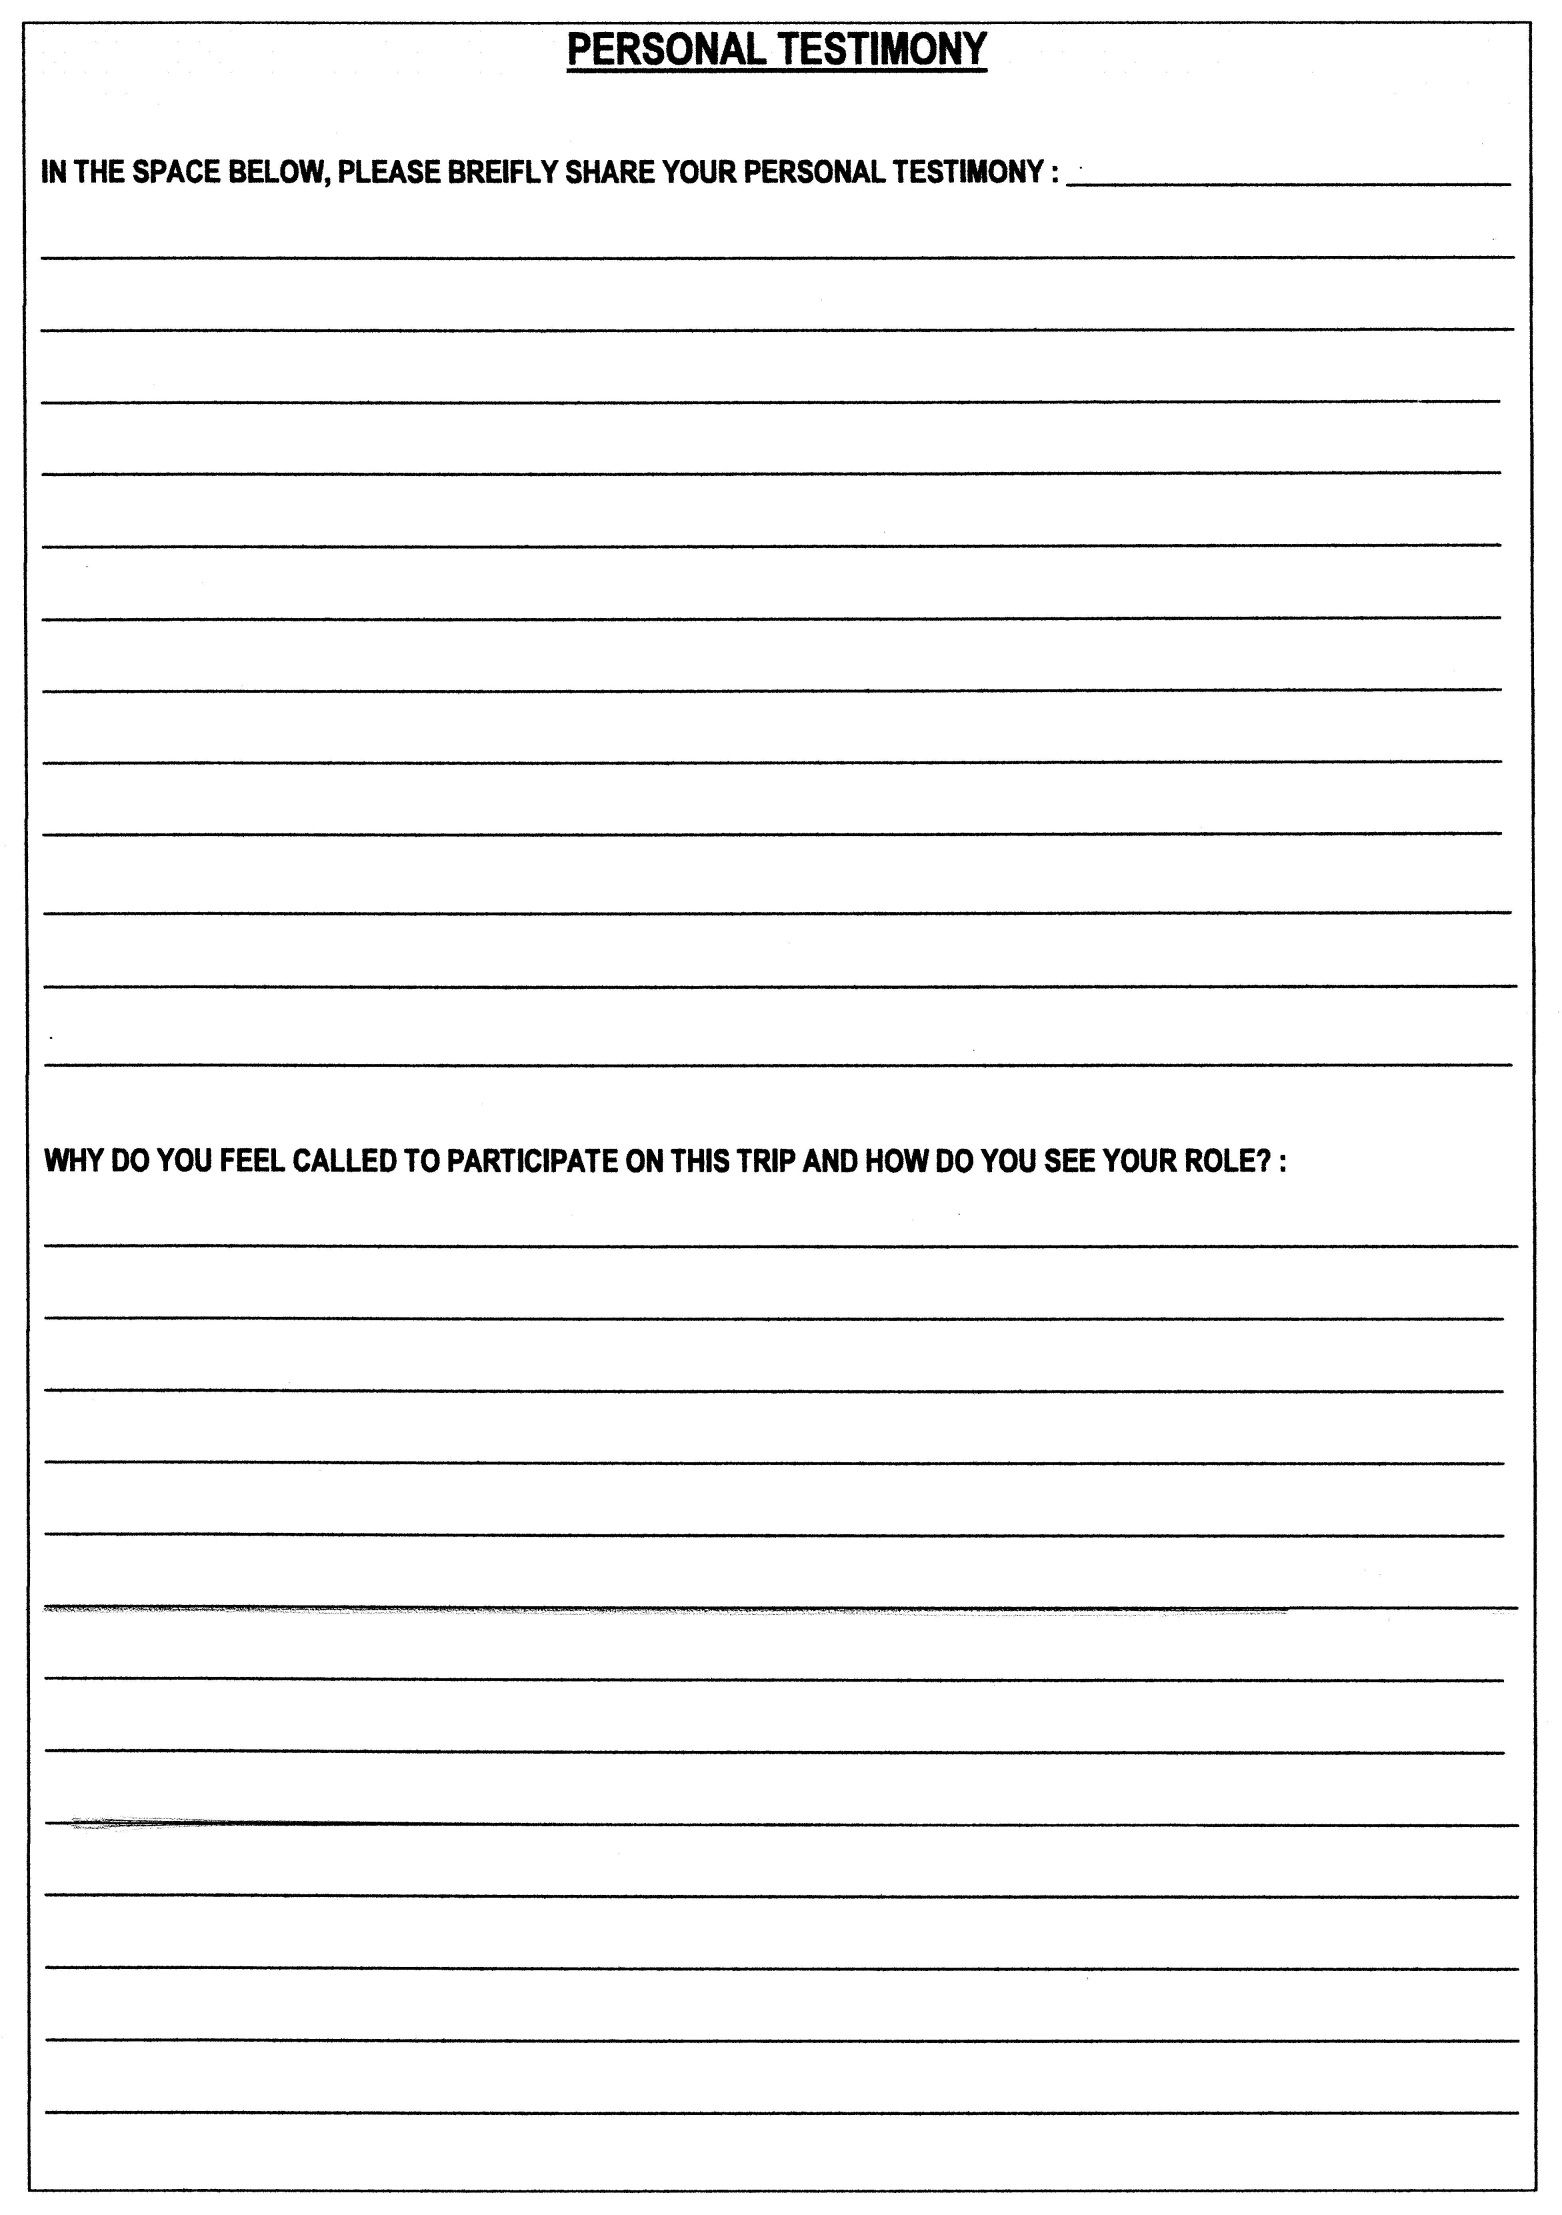 PERSONAL TESTIMONY
IN THE SPACE BELOW, PLEASE BREIFLY SHARE YOUR PERSONAL TESTIMONY :
WHY DO YOU FEEL CALLED TO PARTICIPATE ON THIS TRIP AND HOW DO YOU SEE YOUR ROLE? :